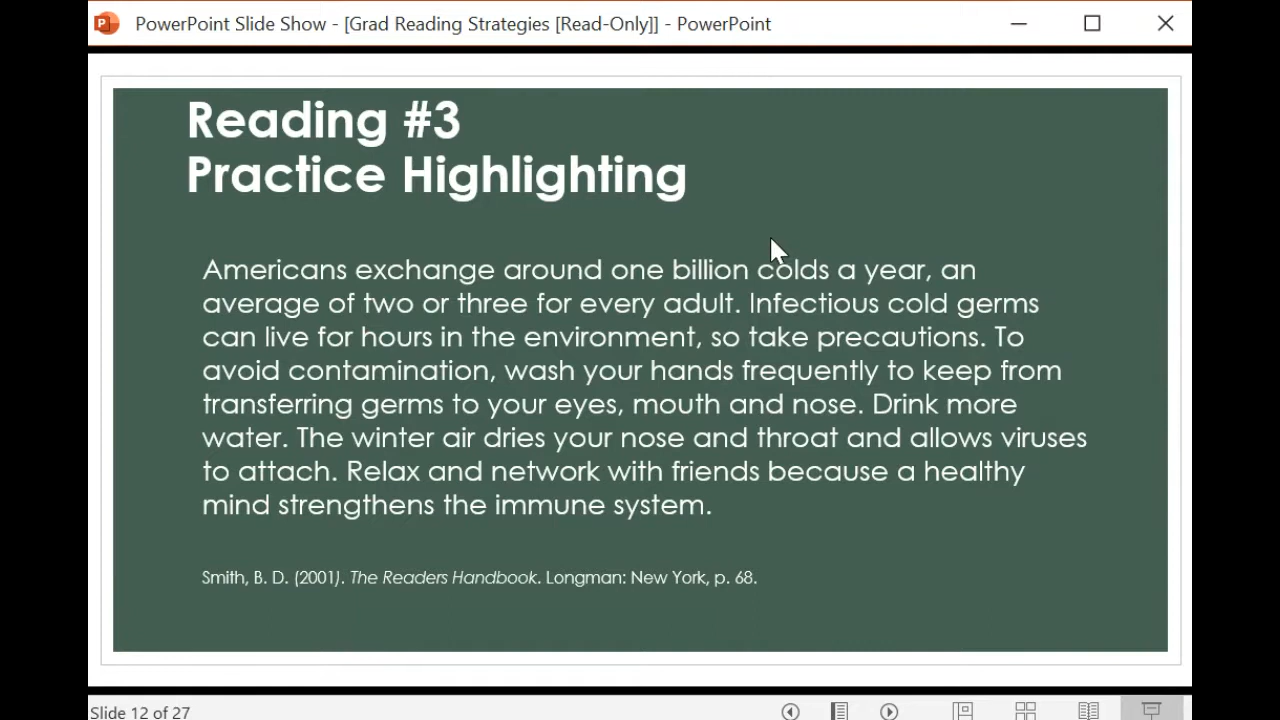 PowerPoint Slide Show - [Grad Reading Strategies [Read-Only]] - PowerPoint
Reading #3
Practice Highlighting
Americans exchange around one billion colds a year, an
average of two or three for every adult. Infectious cold germs
can live for hours in the environment, so take precautions. To
avoid contamination, wash your hands frequently to keep from
transferring germs to your eyes, mouth and nose. Drink more
water. The winter air dries your nose and throat and allows viruses
to attach. Relax and network with friends because a healthy
mind strengthens the immune system.
Smith, B. D. (2001). The Readers Handbook. Longman: New York, p. 68.
Slide 12 of 27